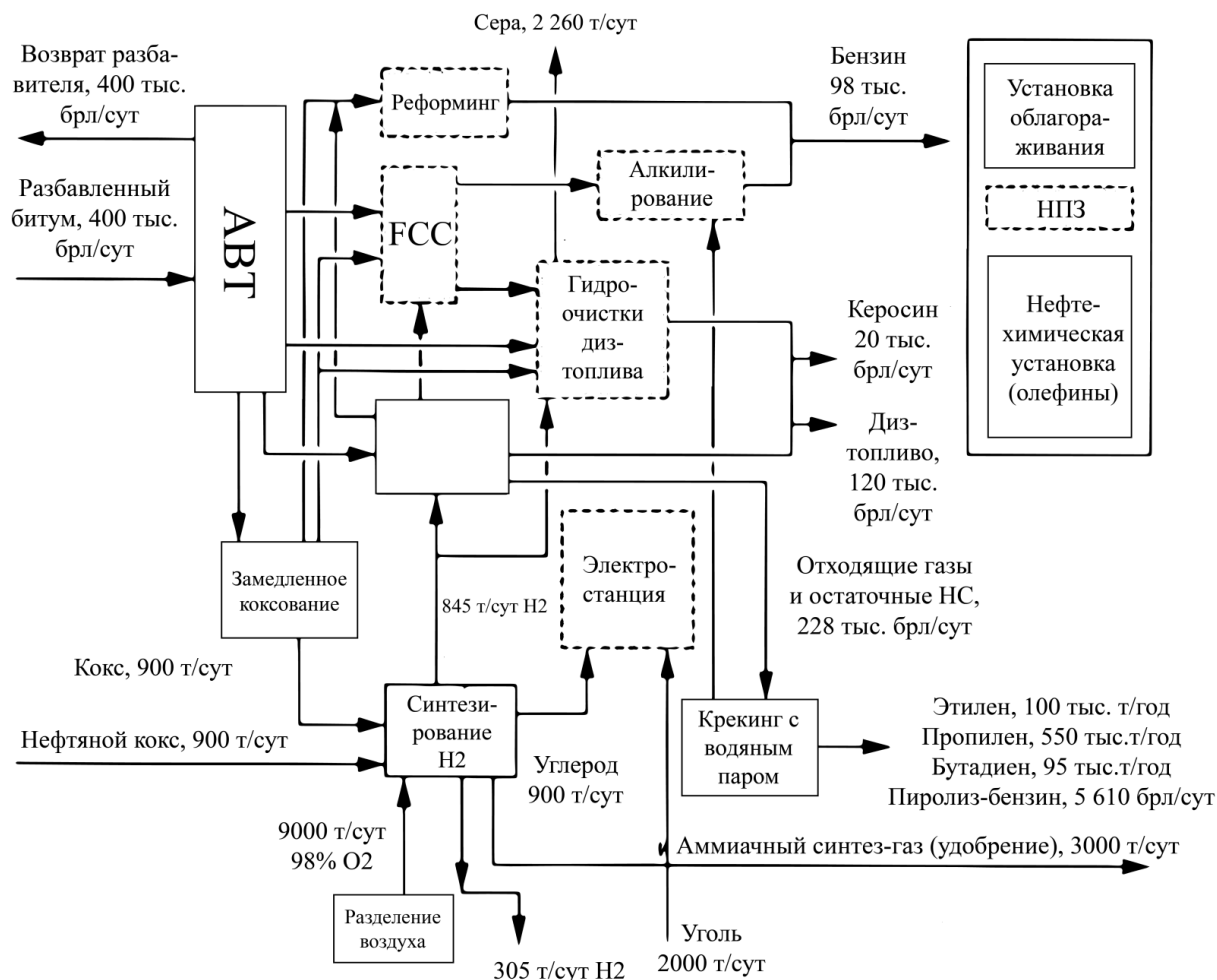 Сера, 2 260 т/сут
Возврат разба-
вителя, 400 тыс.
брл/сут
Разбавленный
битум, 400 тыс.
брл/сут
АВТ
Реформинг
FCC
Алкили-
рование
Гидро-
очистки
диз-
топлива
Бензин
98 тыс.
брл/сут
Установка
облагора-
живания
НПЗ
Нефте-
химическая
установка
(олефины)
Керосин
20 тыс.
брл/сут
Диз-
топливо,
120 тыс.
брл/сут
Замедленное
коксование
845 т/сут Н2
Электро-
станция
Отходящие газы
и остаточные НС,
228 тыс. брл/сут
Кокс, 900 т/сут
Нефтяной кокс, 900 т/сут
Синтези-
рование
Н2
Углерод
900 т/сут
Крекинг с
водяным
паром
Этилен, 100 тыс. т/год
Пропилен, 550 тыс.т/год
Бутадиен, 95 тыс.т/год
Пиролиз-бензин, 5 610 брл/сут
9000 т/сут
98% О2
Аммиачный синтез-газ (удобрение), 3000 т/сут
Разделение
воздуха
305 т/сут Н2
Уголь
2000 т/сут